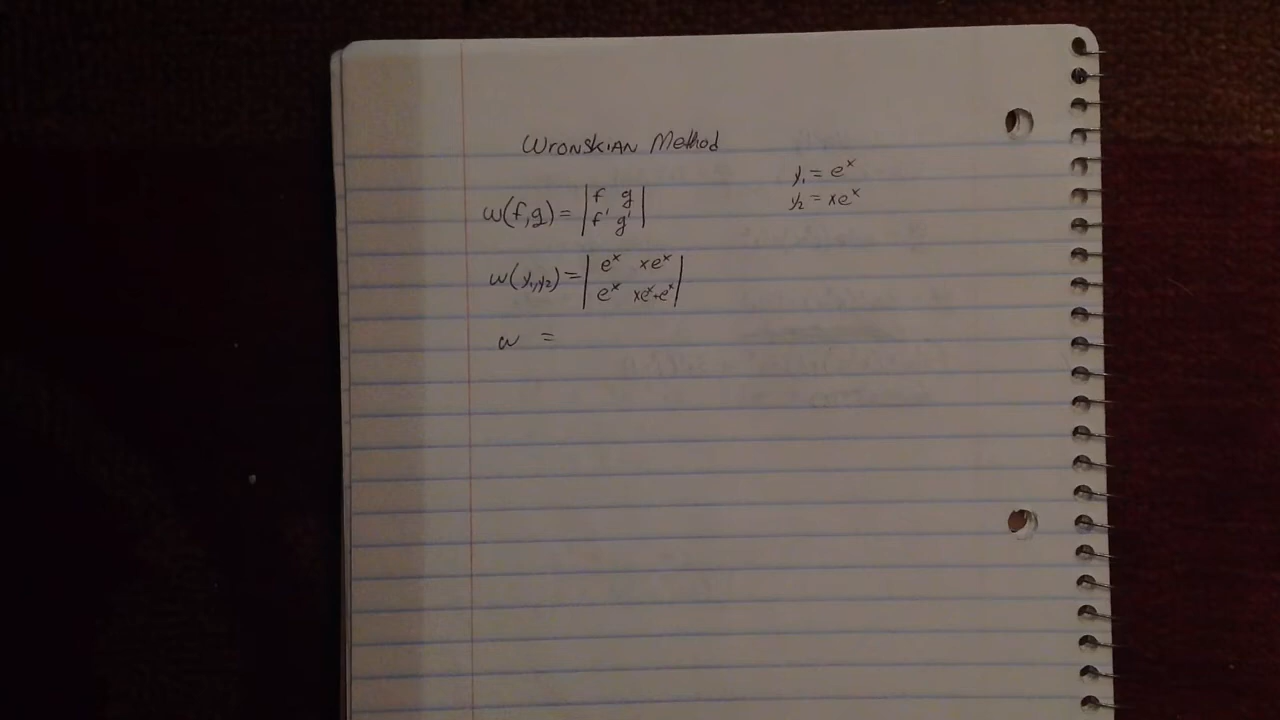 Wronskian Method
y₁ = eˣ
y₂ = xeˣ
w(f,g) = | f g |
| f' g' |
w(y₁,y₂) = | eˣ xeˣ |
| eˣ xeˣ+eˣ |
w =